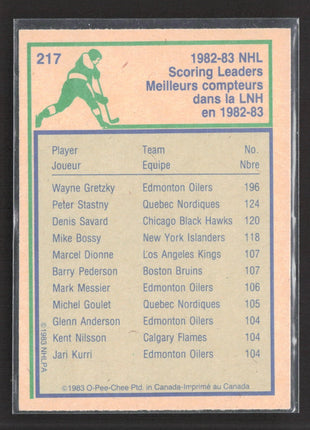 217
1982-83 NHL
Scoring Leaders
Meilleurs compteurs
dans la LNH
en 1982-83
Player Team No.
Joueur Equipe Nbre
Wayne Gretzky Edmonton Oilers 196
Peter Stastny Quebec Nordiques 124
Denis Savard Chicago Black Hawks 120
Mike Bossy New York Islanders 118
Marcel Dionne Los Angeles Kings 107
Barry Pederson Boston Bruins 107
Mark Messier Edmonton Oilers 106
Michel Goulet Quebec Nordiques 105
Glenn Anderson Edmonton Oilers 104
Kent Nilsson Calgary Flames 104
Jari Kurri Edmonton Oilers 104
©1983 NHLPA
©1983 O-Pee-Chee Ptd. in Canada-Imprimé au Canada